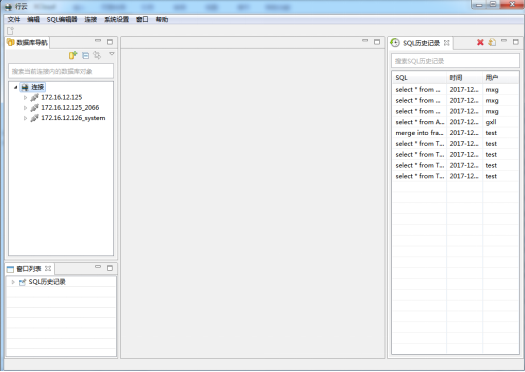 行云
文件 编辑 SQL编辑器 连接 系统设置 窗口 帮助
数据库导航
搜索当前连接内的数据库对象
连接
172.16.12.125
172.16.12.125_2066
172.16.12.126_system
窗口列表
SQL历史记录
SQL历史记录
搜索SQL历史记录
SQL 时间 用户
select * from ... 2017-12... mxg
select * from ... 2017-12... mxg
select * from ... 2017-12... mxg
select * from A... 2017-12... gxll
merge into fra... 2017-12... test
select * from T... 2017-12... test
select * from T... 2017-12... test
select * from T... 2017-12... test
select * from T... 2017-12... test